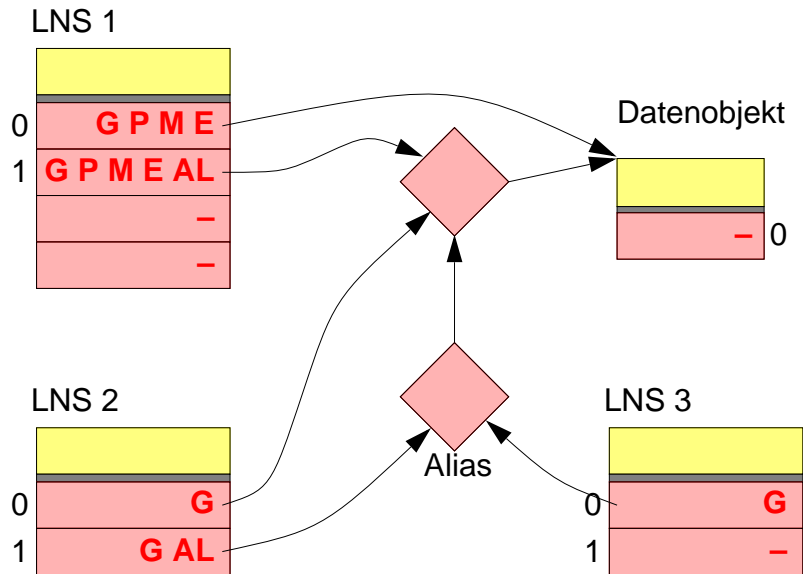 LNS 1
0 G P M E
1 G P M E AL
–
–
Datenobjekt
– 0
LNS 2
0 G
1 G AL
Alias
LNS 3
0 G
1 –